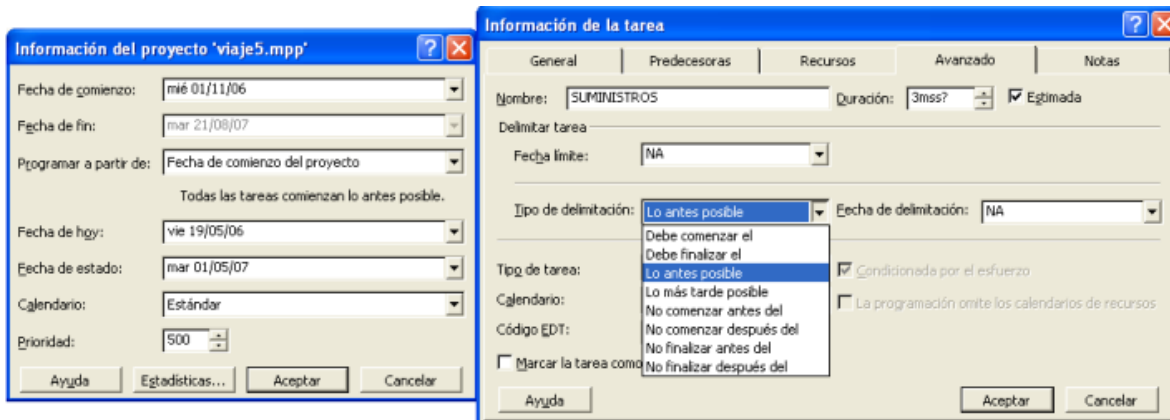 Información del proyecto 'viaje5.mpp'
Fecha de comienzo: mié 01/11/06
Fecha de fin: mar 21/08/07
Programar a partir de: Fecha de comienzo del proyecto
Todas las tareas comienzan lo antes posible.
Fecha de hoy: vie 19/05/06
Fecha de estado: mar 01/05/07
Calendario: Estándar
Prioridad: 500
Ayuda Estadísticas... Aceptar Cancelar
Información de la tarea
General Predecesoras Recursos Avanzado Notas
Nombre: SUMINISTROS Duración: 3mss? Estimada
Delimitar tarea
Fecha límite: NA
Tipo de delimitación: Lo antes posible Fecha de delimitación: NA
Debe comenzar el
Debe finalizar el
Lo antes posible
Lo más tarde posible
No comenzar antes del
No comenzar después del
No finalizar antes del
No finalizar después del
Tipo de tarea: Condicionada por el esfuerzo
Calendario: La programación omite los calendarios de recursos
Código EDT:
Marcar la tarea como
Ayuda Aceptar Cancelar